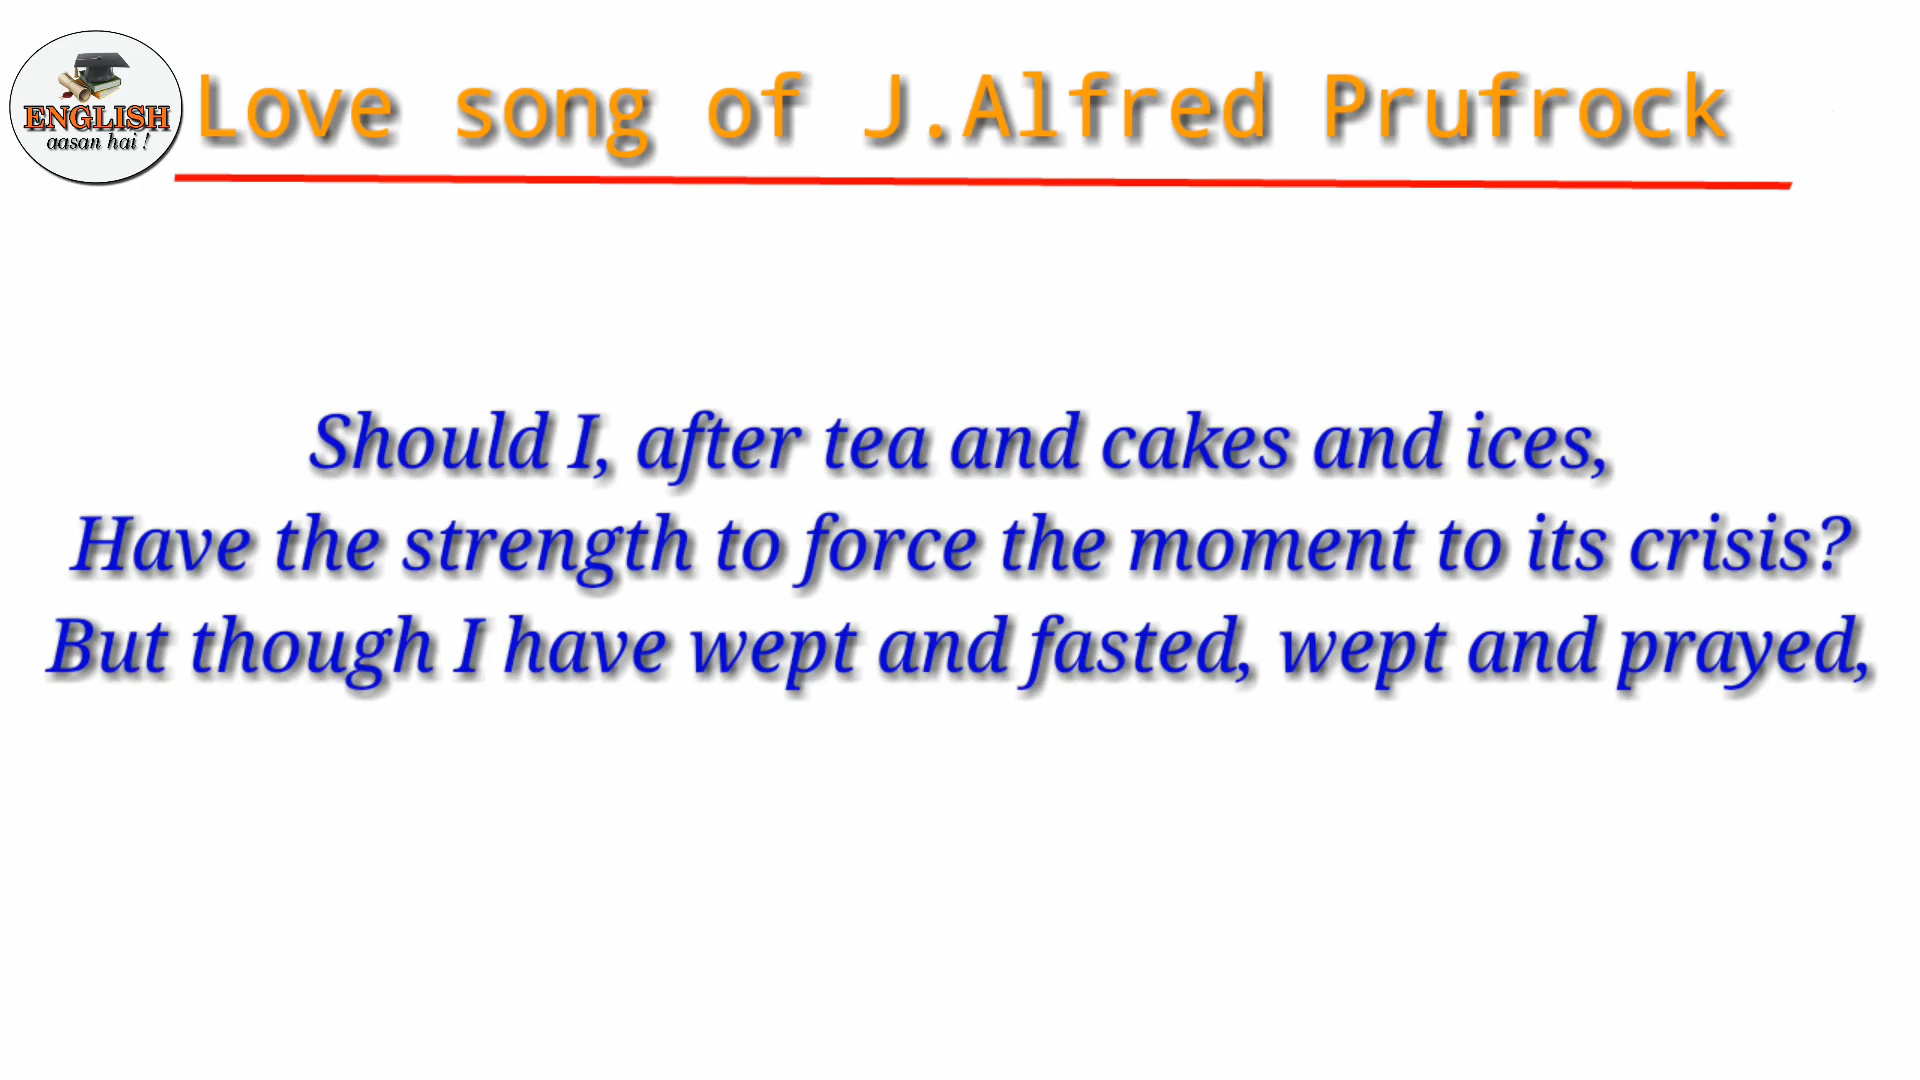 ENGLISH
aasan hai !
Love song of J.Alfred Prufrock
Should I, after tea and cakes and ices,
Have the strength to force the moment to its crisis?
But though I have wept and fasted, wept and prayed,